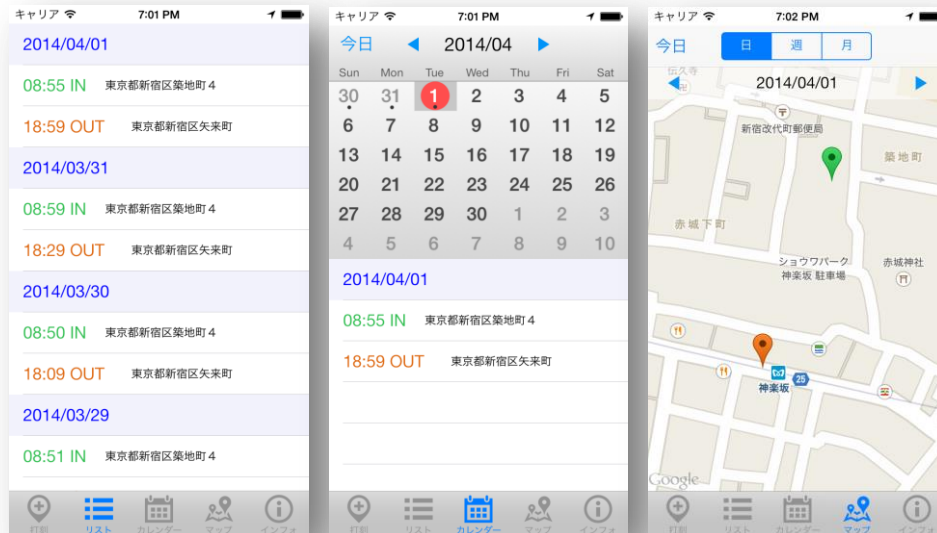 キャリア 7:01 PM
2014/04/01
08:55 IN 東京都新宿区築地町4
18:59 OUT 東京都新宿区矢来町
2014/03/31
08:59 IN 東京都新宿区築地町4
18:29 OUT 東京都新宿区矢来町
2014/03/30
08:50 IN 東京都新宿区築地町4
18:09 OUT 東京都新宿区矢来町
2014/03/29
08:51 IN 東京都新宿区築地町4
打刻 リスト カレンダー マップ インフォ
キャリア 7:01 PM
今日 2014/04
Sun Mon Tue Wed Thu Fri Sat
30 31 1 2 3 4 5
6 7 8 9 10 11 12
13 14 15 16 17 18 19
20 21 22 23 24 25 26
27 28 29 30 1 2 3
4 5 6 7 8 9 10
2014/04/01
08:55 IN 東京都新宿区築地町4
18:59 OUT 東京都新宿区矢来町
打刻 リスト カレンダー マップ インフォ
キャリア 7:02 PM
今日 日 週 月
伝久寺
2014/04/01
新宿改代町郵便局
築地町
赤城下町
ショウワパーク
神楽坂 駐車場
赤城神社
25
神楽坂
Google
打刻 リスト カレンダー マップ インフォ